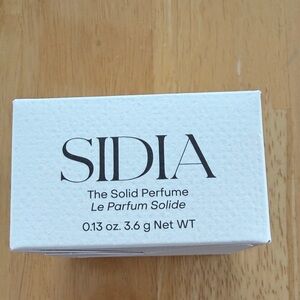 SIDIA
The Solid Perfume
Le Parfum Solide
0.13 oz. 3.6 g Net WT